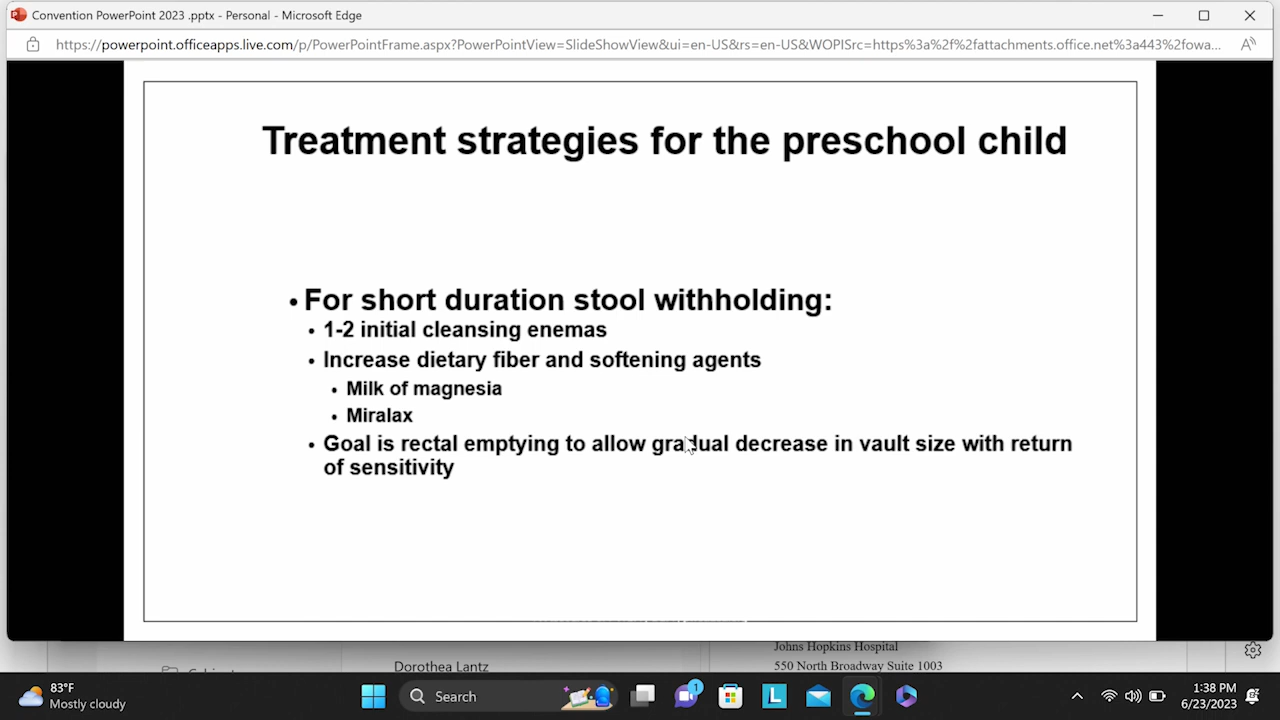 Convention PowerPoint 2023 .pptx - Personal - Microsoft Edge
https://powerpoint.officeapps.live.com/p/PowerPointFrame.aspx?PowerPointView=SlideShowView&ui=en-US&rs=en-US&WOPISrc=https%3a%2f%2fattachments.office.net%3a443%2fowa...
Treatment strategies for the preschool child
• For short duration stool withholding:
• 1-2 initial cleansing enemas
• Increase dietary fiber and softening agents
• Milk of magnesia
• Miralax
• Goal is rectal emptying to allow gradual decrease in vault size with return
of sensitivity
Dorothea Lantz
Johns Hopkins Hospital
550 North Broadway Suite 1003
83°F
Mostly cloudy
Search
1
L
1:38 PM
6/23/2023